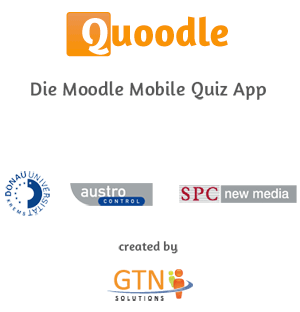 Quoodle
Die Moodle Mobile Quiz App
DONAU UNIVERSITÄT KREMS
austro
CONTROL
SPC new media
created by
GTN
SOLUTIONS